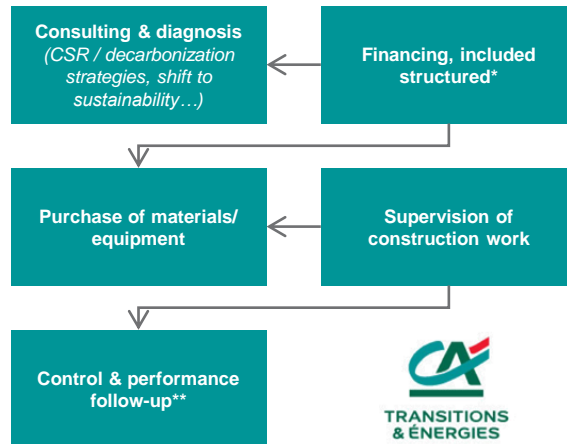 Consulting & diagnosis
(CSR / decarbonization
strategies, shift to
sustainability…)
Financing, included
structured*
Purchase of materials/
equipment
Supervision of
construction work
Control & performance
follow-up**
CA
TRANSITIONS
& ÉNERGIES